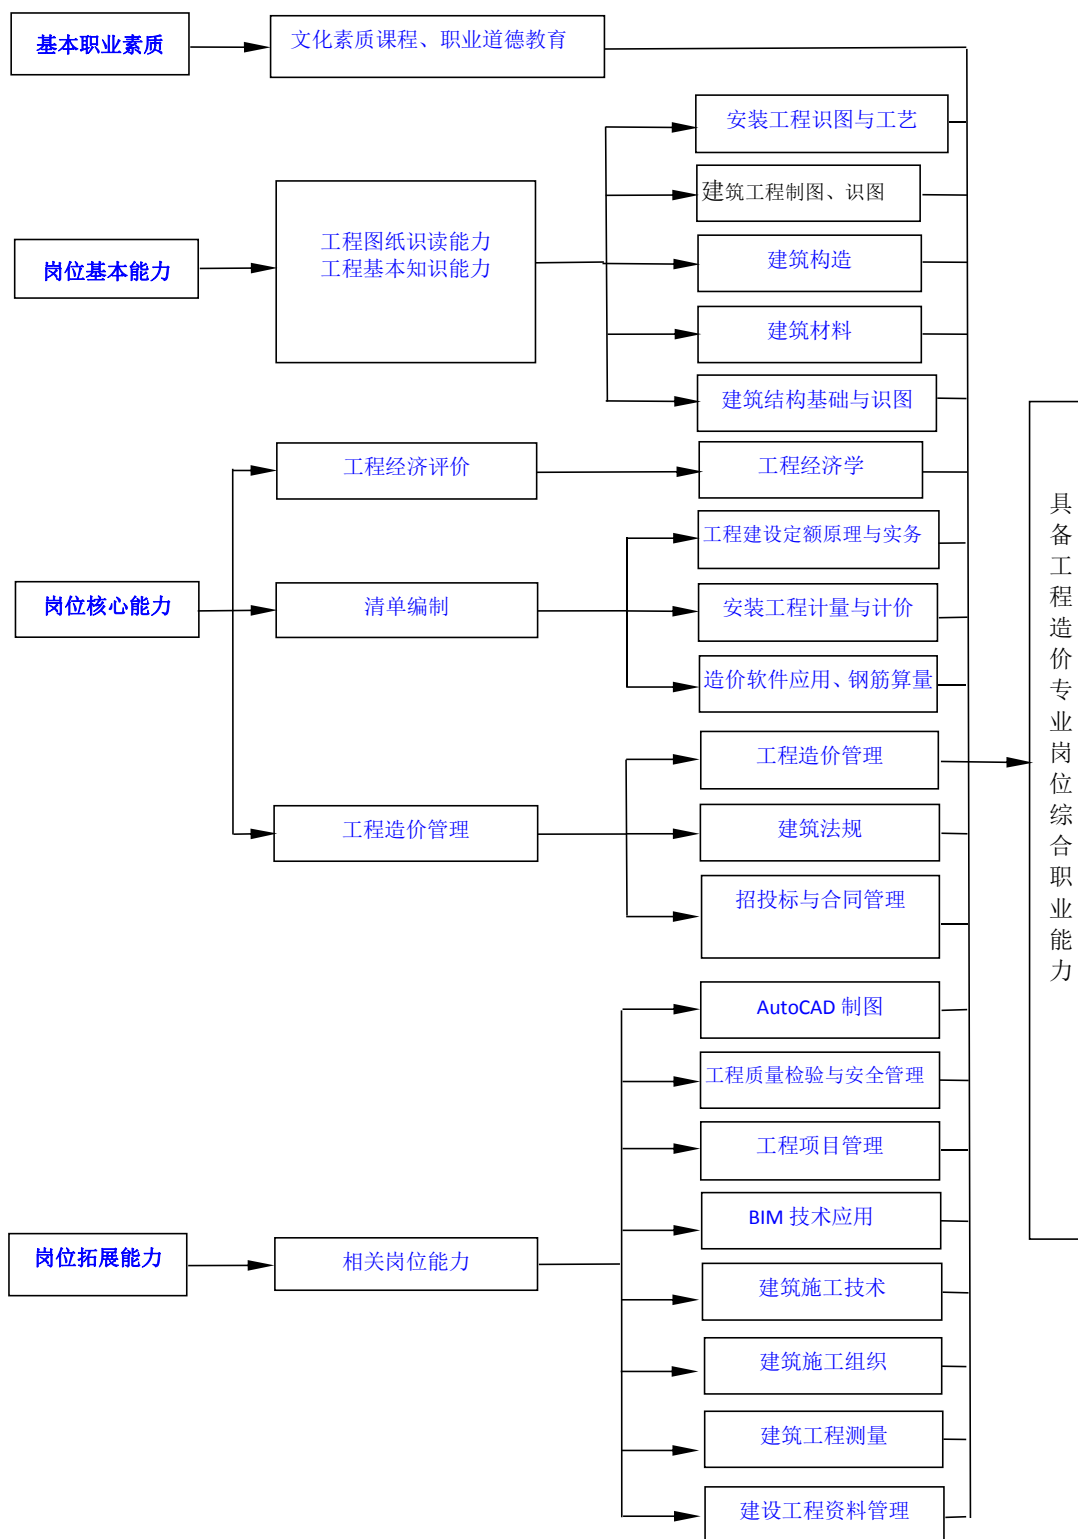 基本职业素质
文化素质课程、职业道德教育
安装工程识图与工艺
建筑工程制图、识图
岗位基本能力
工程图纸识读能力
工程基本知识能力
建筑构造
建筑材料
建筑结构基础与识图
工程经济评价
工程经济学
工程建设定额原理与实务
岗位核心能力
清单编制
安装工程计量与计价
造价软件应用、钢筋算量
工程造价管理
工程造价管理
建筑法规
招投标与合同管理
AutoCAD 制图
工程质量检验与安全管理
工程项目管理
BIM 技术应用
岗位拓展能力
相关岗位能力
建筑施工技术
建筑施工组织
建筑工程测量
建设工程资料管理
具备工程造价专业岗位综合职业能力